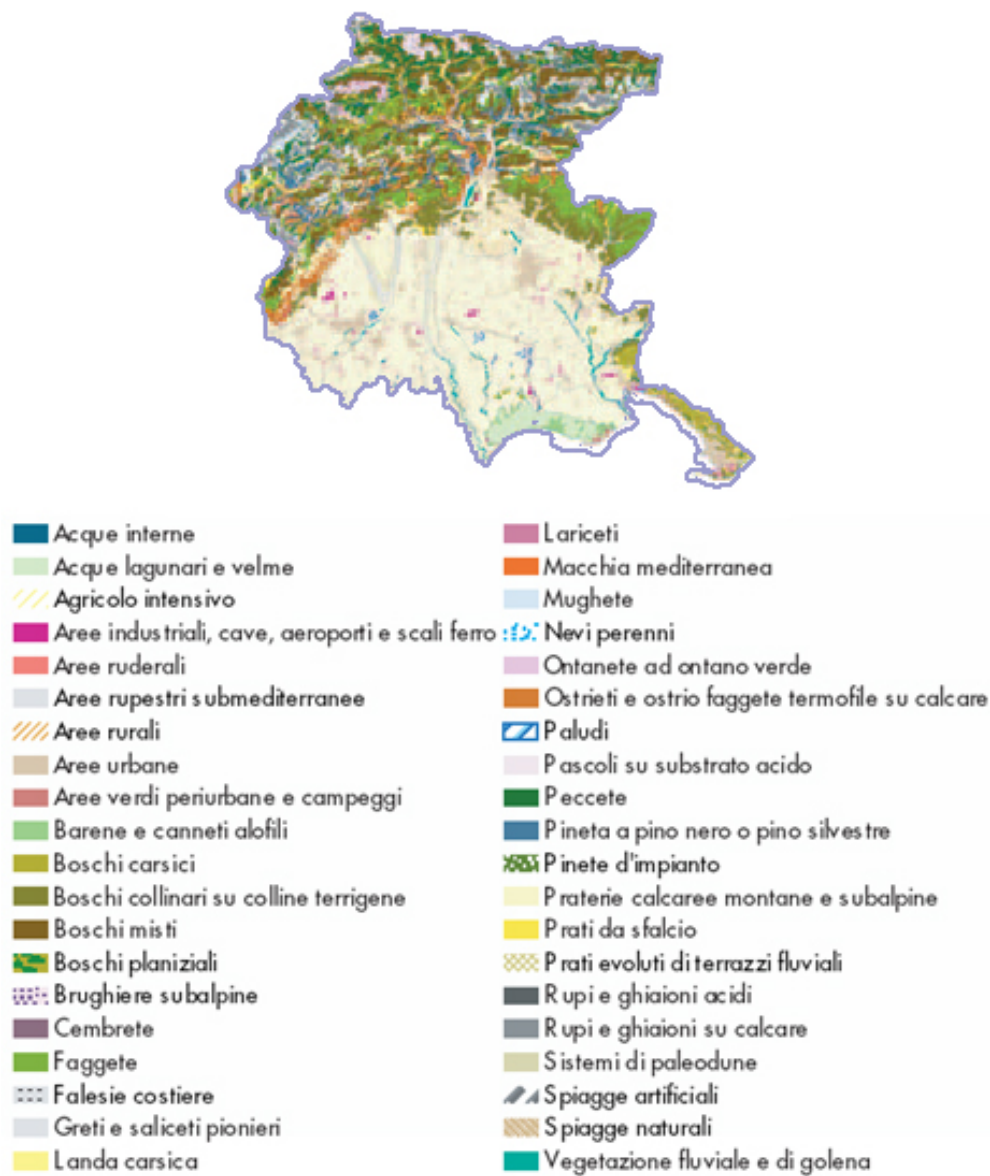 Acque interne
Acque lagunari e velme
Agricolo intensivo
Aree industriali, cave, aeroporti e scali ferro
Aree ruderali
Aree rupestri submediterranee
Aree rurali
Aree urbane
Aree verdi periurbane e campeggi
Barene e canneti alofili
Boschi carsici
Boschi collinari su colline terrigene
Boschi misti
Boschi planiziali
Brughiere subalpine
Cembrete
Faggete
Falesie costiere
Greti e saliceti pionieri
Landa carsica
Lariceti
Macchia mediterranea
Mughete
Nevi perenni
Ontanete ad ontano verde
Ostrieti e ostrio faggete termofile su calcare
Paludi
Pascoli su substrato acido
Peccete
Pineta a pino nero o pino silvestre
Pinete d'impianto
Praterie calcaree montane e subalpine
Prati da sfalcio
Prati evoluti di terrazzi fluviali
Rupi e ghiaioni acidi
Rupi e ghiaioni su calcare
Sistemi di paleodune
Spiagge artificiali
Spiagge naturali
Vegetazione fluviale e di golena